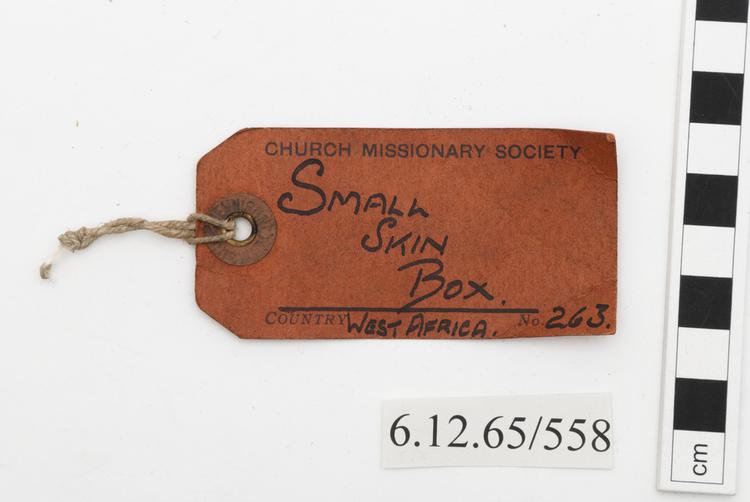 CHURCH MISSIONARY SOCIETY
SMALL
SKIN
BOX.
COUNTRY WEST AFRICA. No. 263.
6.12.65/558
cm